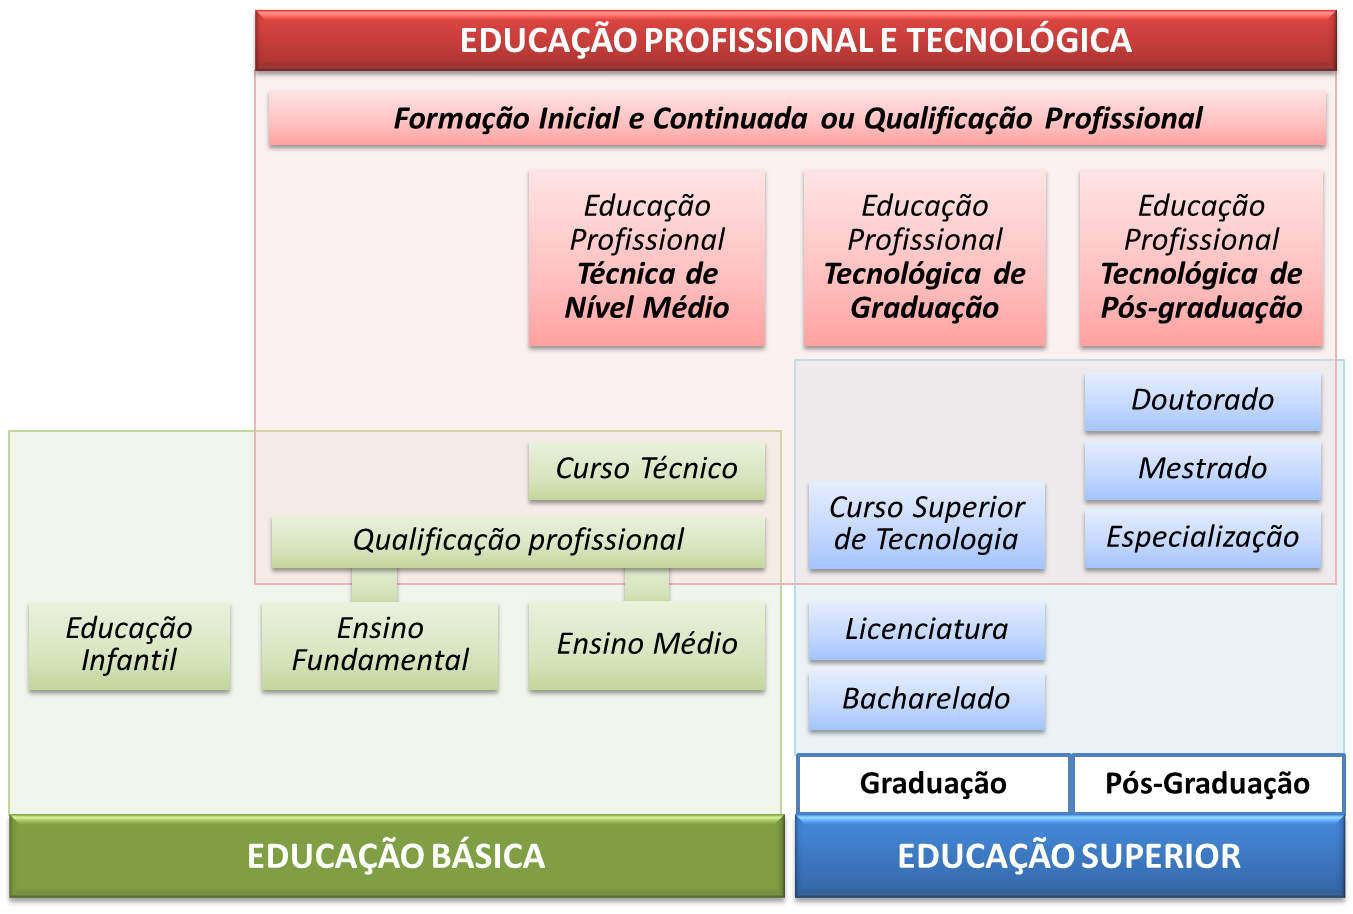 EDUCAÇÃO PROFISSIONAL E TECNOLÓGICA
Formação Inicial e Continuada ou Qualificação Profissional
Educação
Profissional
Técnica de
Nível Médio
Educação
Profissional
Tecnológica de
Graduação
Educação
Profissional
Tecnológica de
Pós-graduação
Doutorado
Mestrado
Especialização
Curso Técnico
Qualificação profissional
Curso Superior
de Tecnologia
Educação
Infantil
Ensino
Fundamental
Ensino Médio
Licenciatura
Bacharelado
Graduação
Pós-Graduação
EDUCAÇÃO BÁSICA
EDUCAÇÃO SUPERIOR